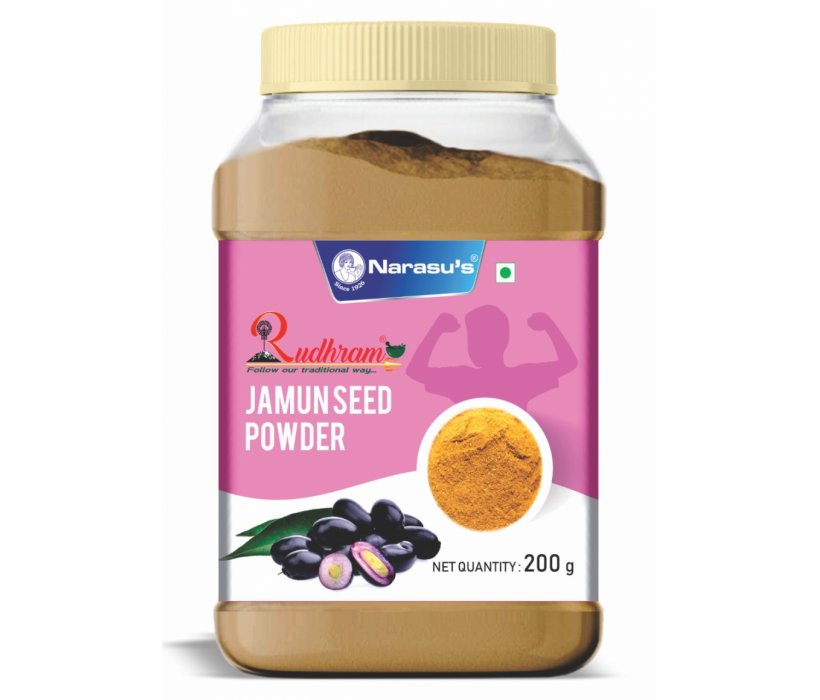 Narasu's®
Since 1926
Rudhram®
Follow our traditional way...
JAMUN SEED
POWDER
NET QUANTITY : 200 g